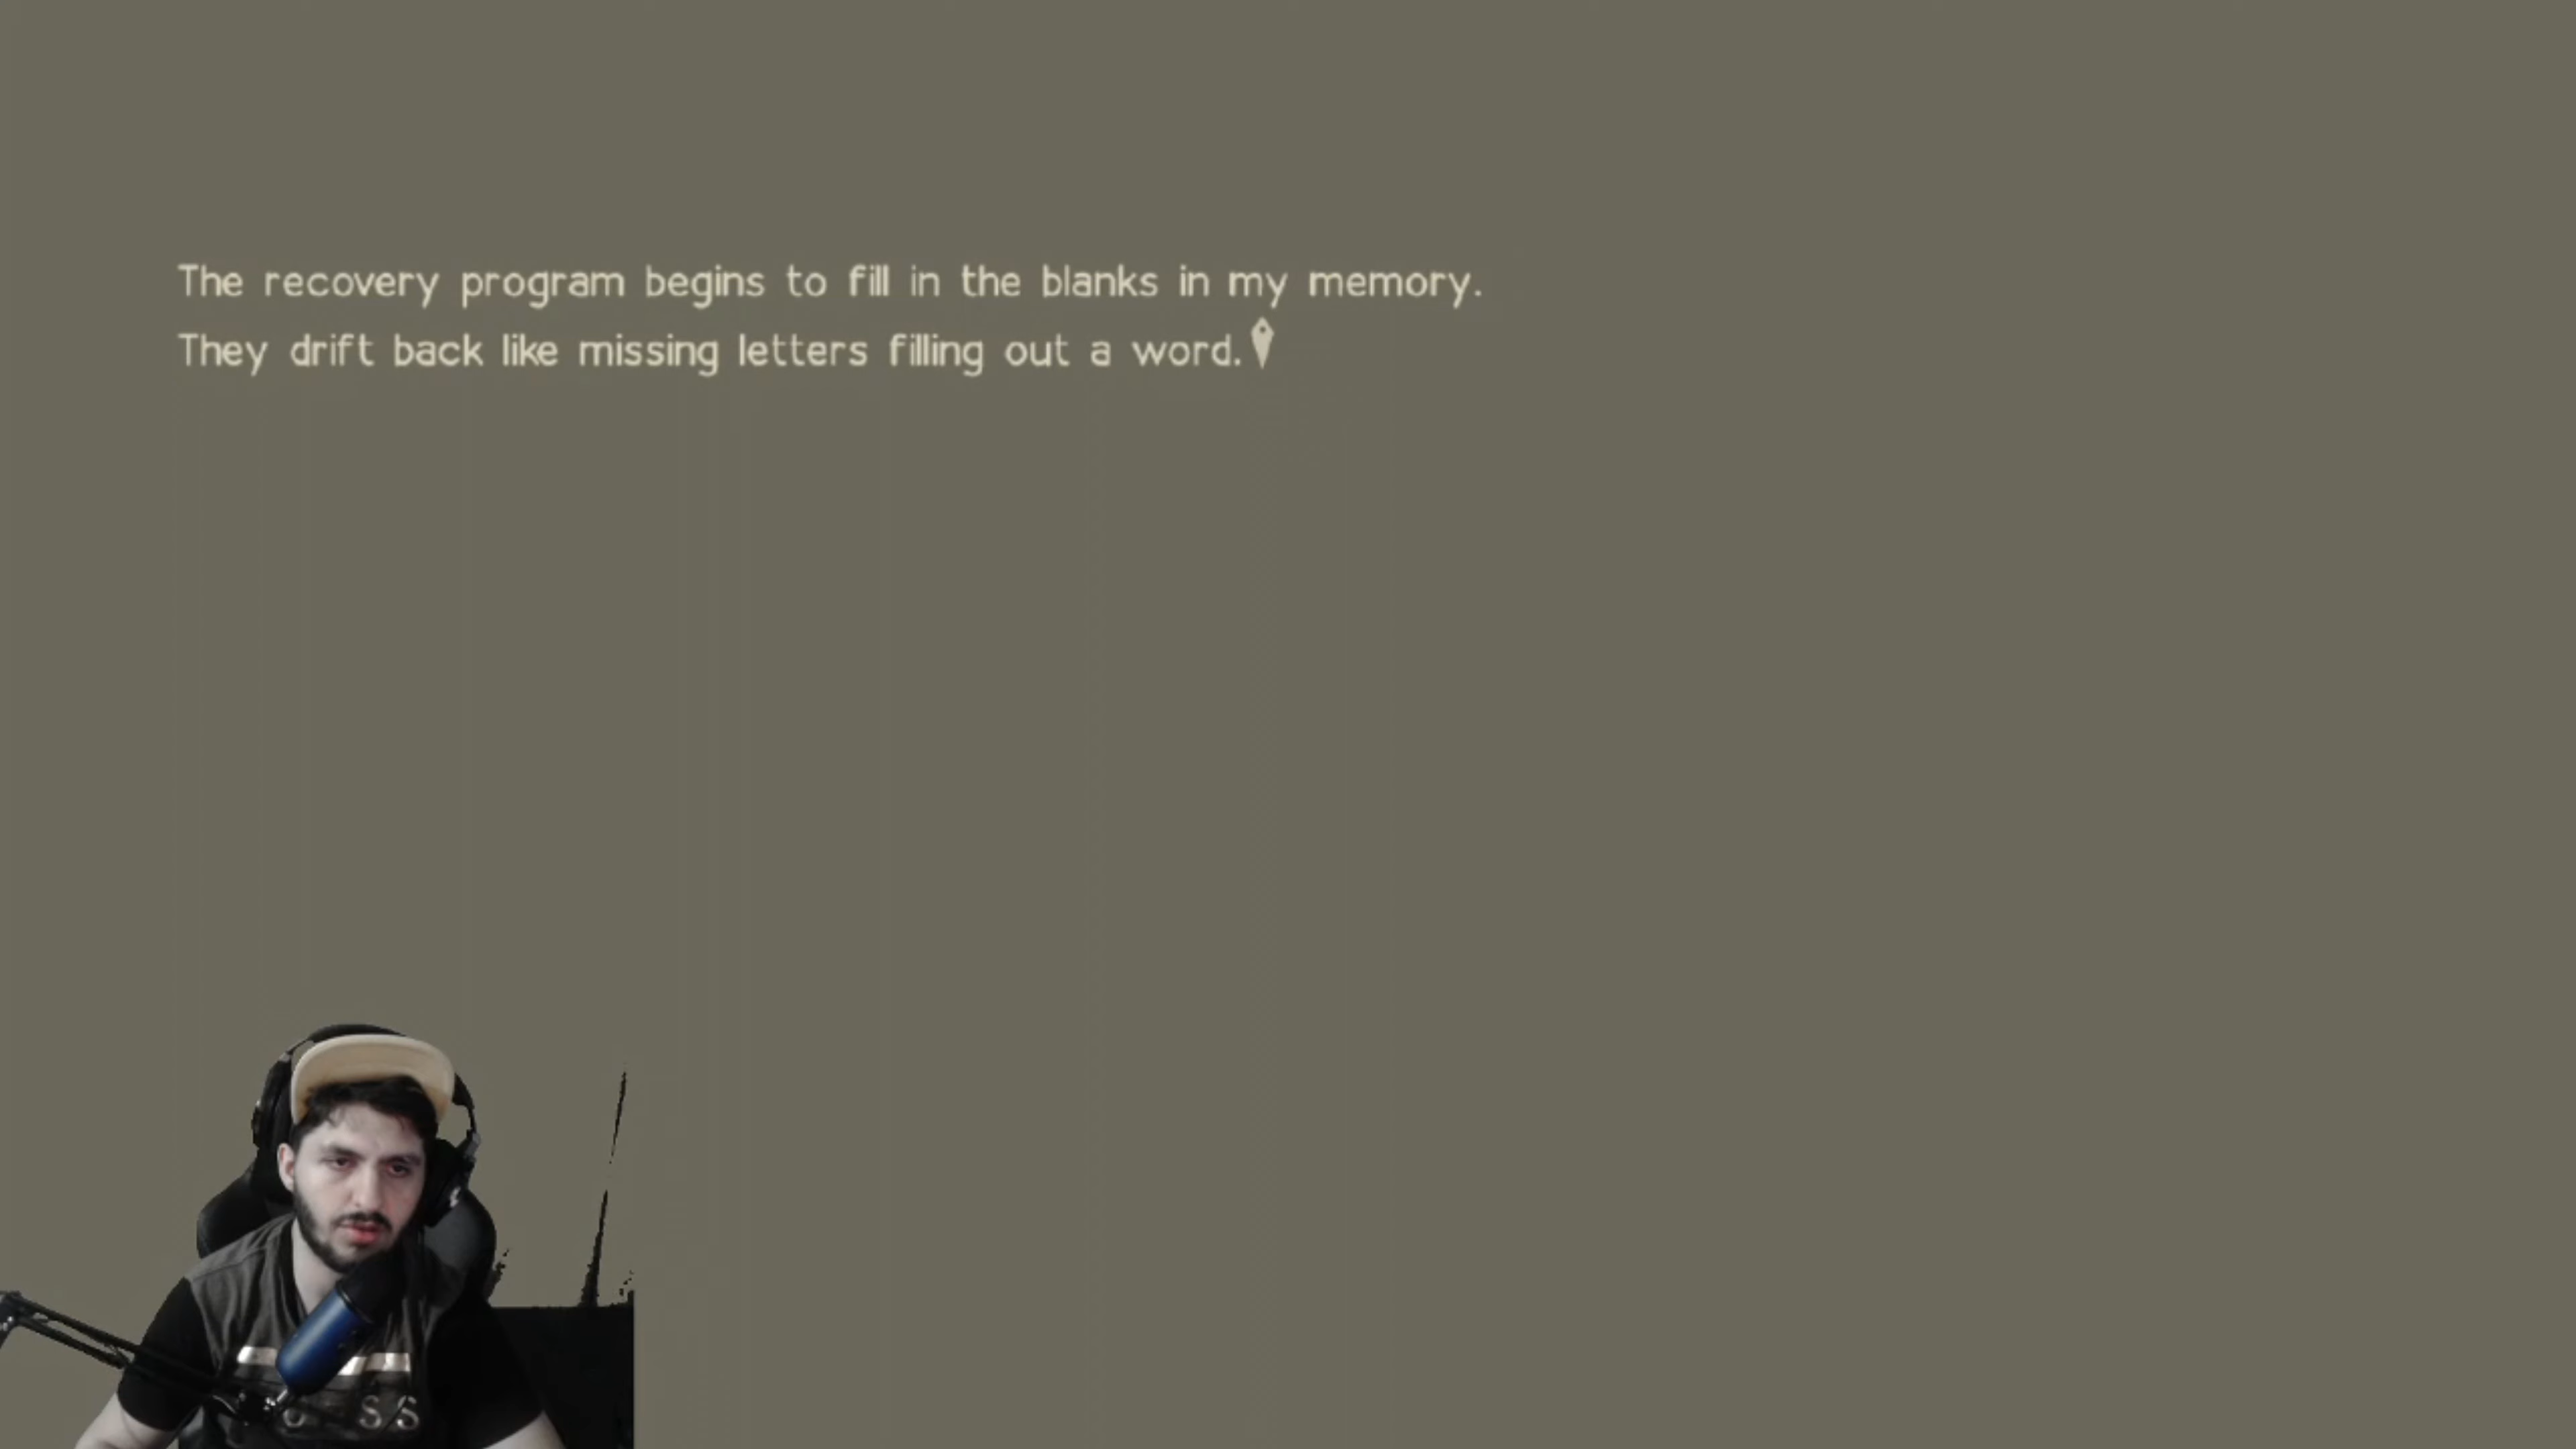 The recovery program begins to fill in the blanks in my memory.
They drift back like missing letters filling out a word.